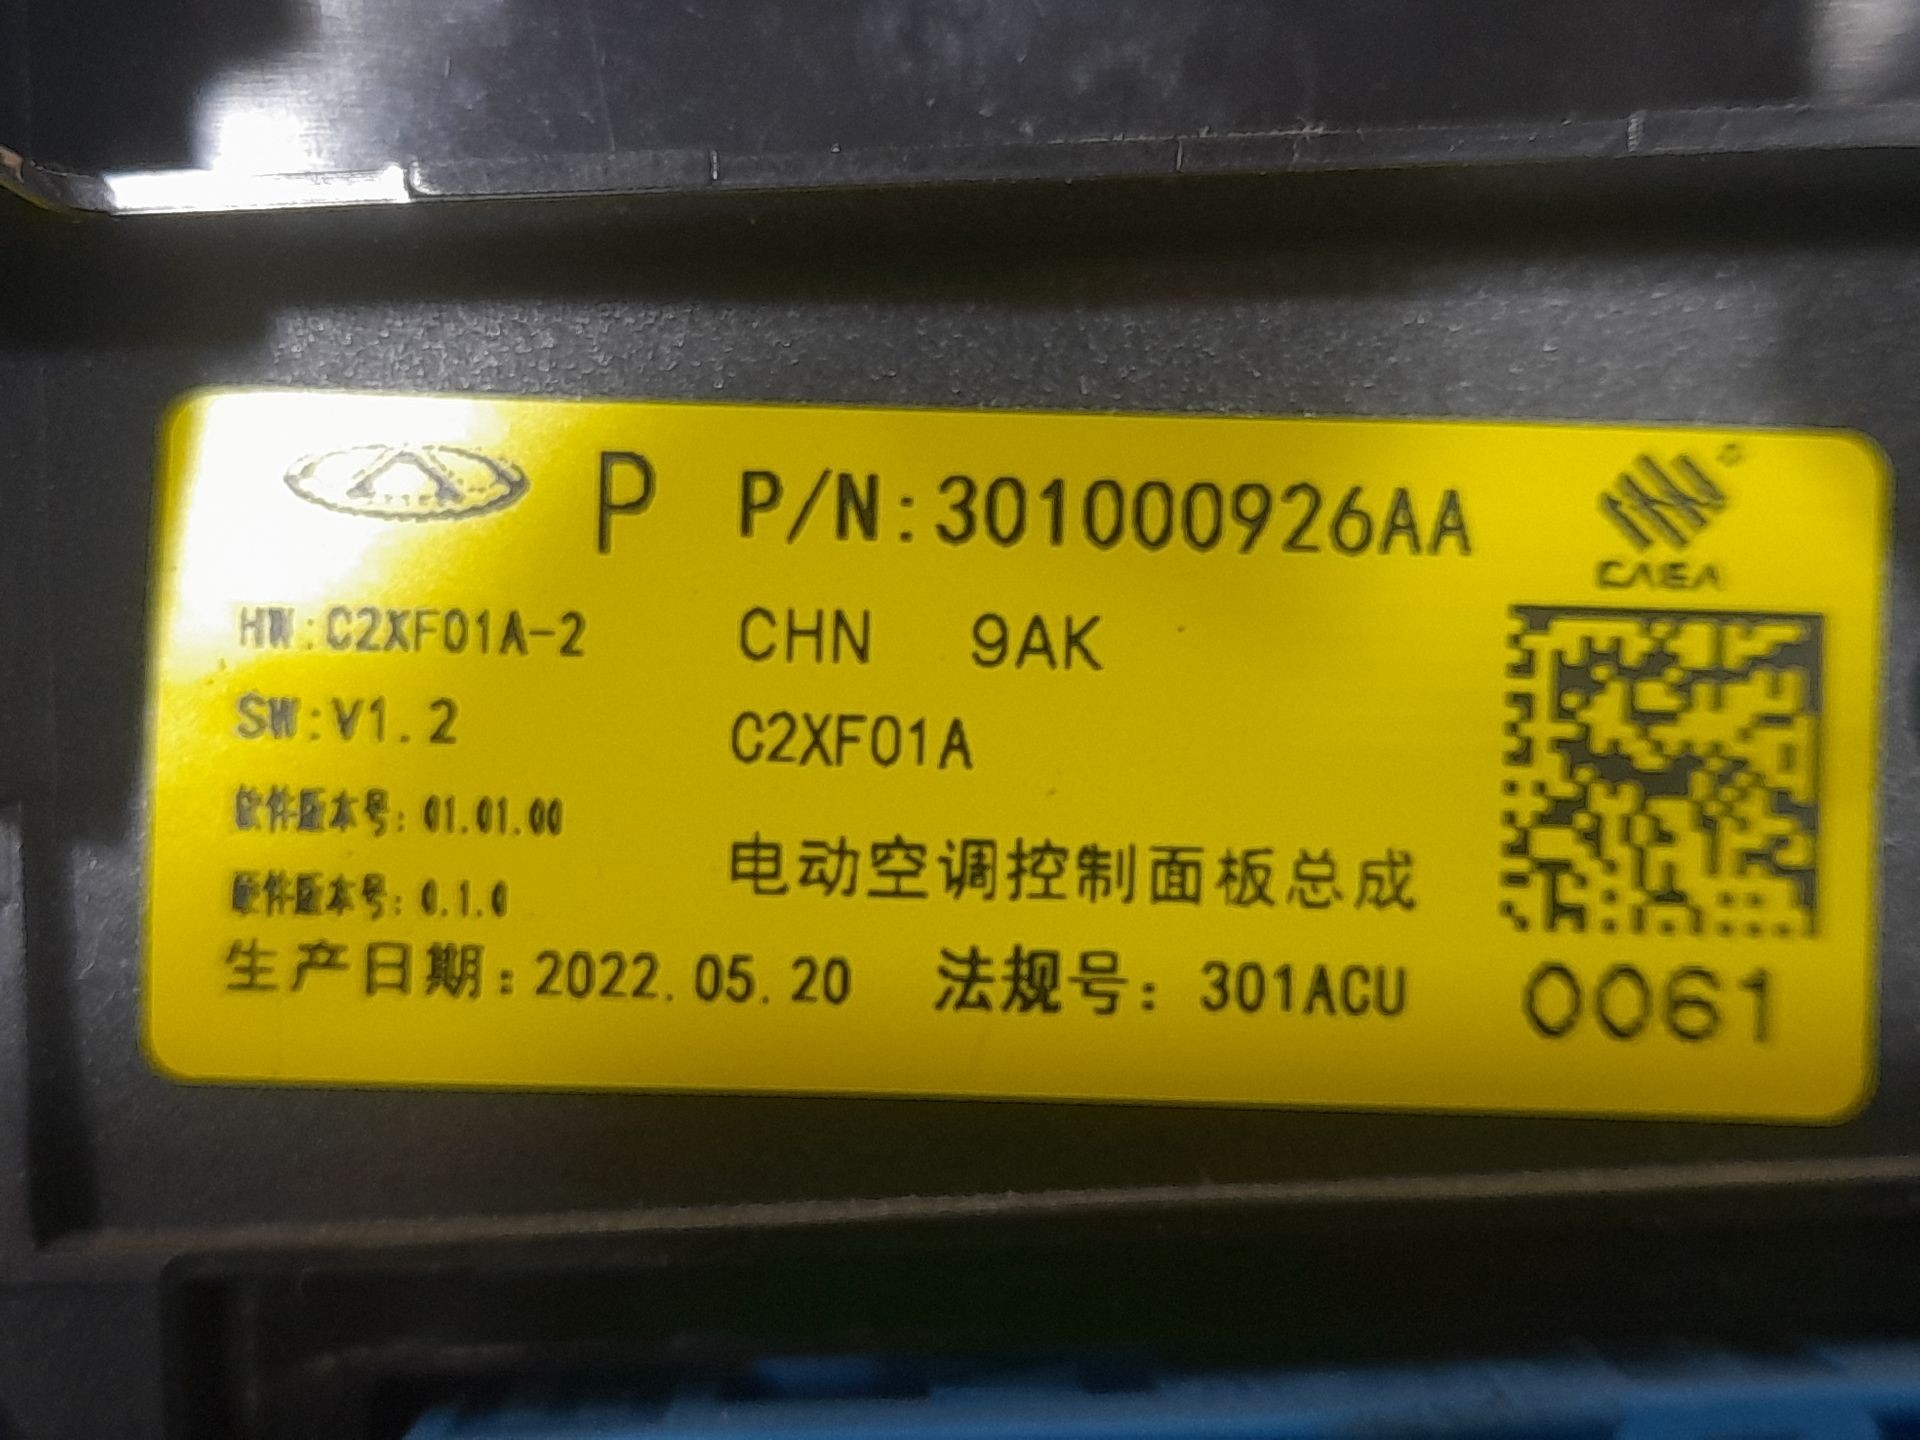 P P/N:301000926AA
CAEA
HW:C2XF01A-2 CHN 9AK
SW:V1.2 C2XF01A
软件版本号:01.01.00
电动空调控制面板总成
硬件版本号:0.1.0
生产日期:2022.05.20 法规号:301ACU 0061